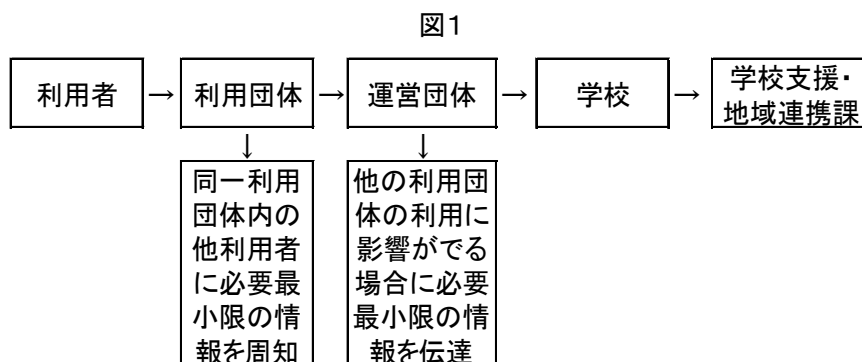 図1
利用者 → 利用団体 → 運営団体 → 学校 → 学校支援・
地域連携課
↓ ↓
同一利用
団体内の
他利用者
に必要最
小限の情
報を周知
他の利用団
体の利用に
影響がでる
場合に必要
最小限の情
報を伝達